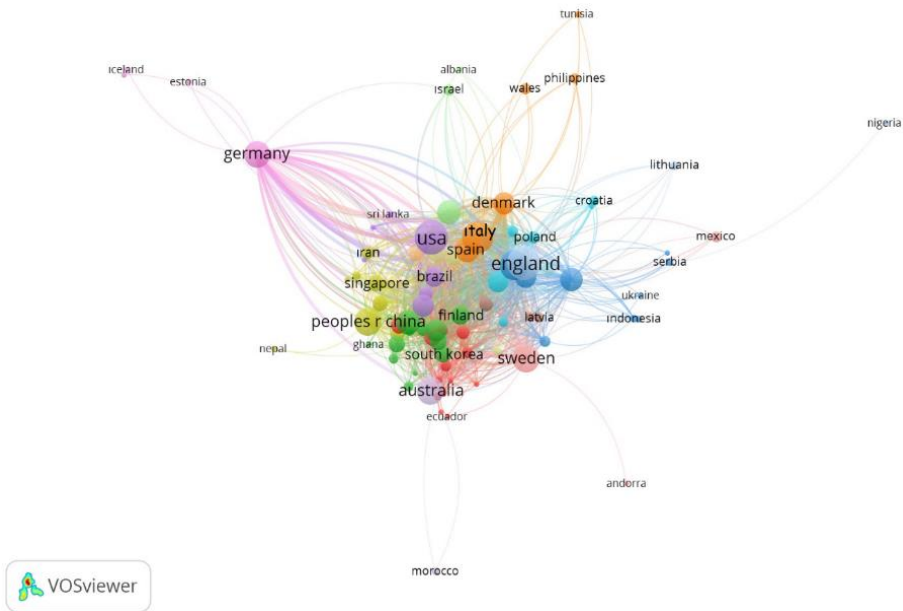 tunisia
iceland
estonia
albania
israel
wales
philippines
nigeria
germany
lithuania
sri lanka
denmark
croatia
usa
italy
spain
poland
mexico
iran
england
serbia
singapore
brazil
ukraine
peoples r china
finland
latvia
indonesia
nepal
ghana
south korea
sweden
australia
ecuador
andorra
morocco
VOSviewer